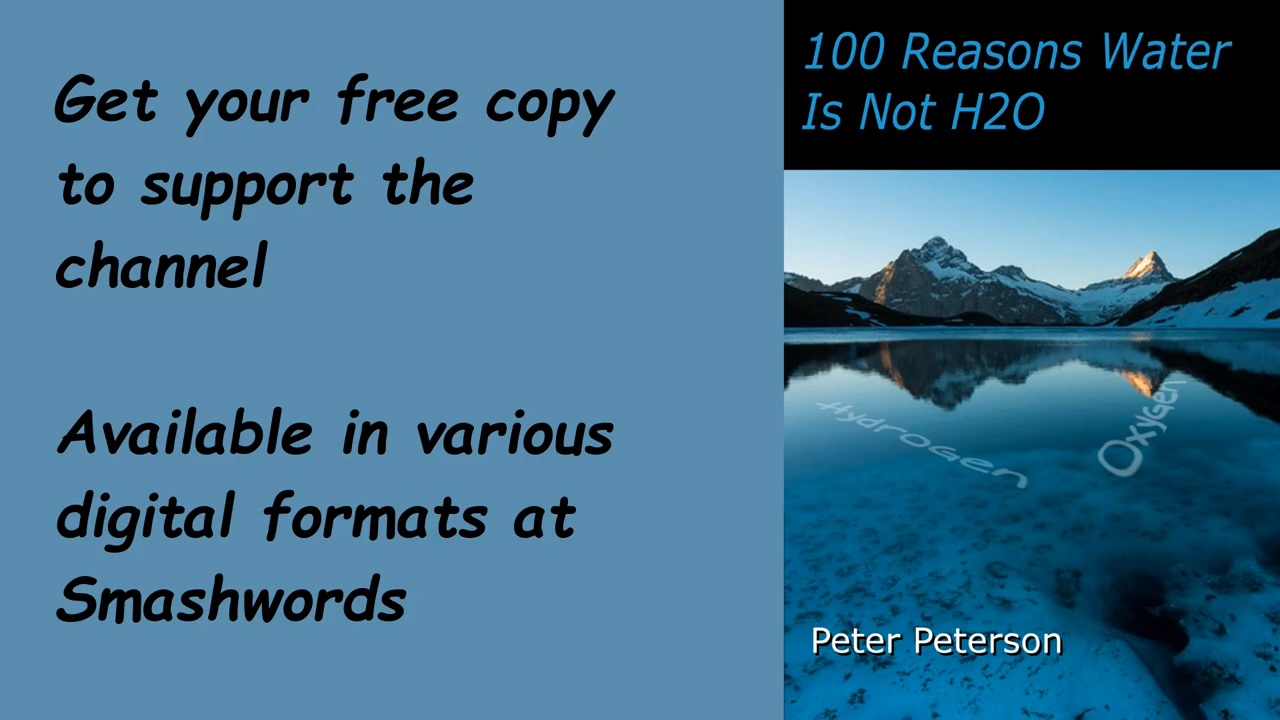 Get your free copy
to support the
channel
Available in various
digital formats at
Smashwords
100 Reasons Water
Is Not H2O
Hydrogen
Oxygen
Peter Peterson